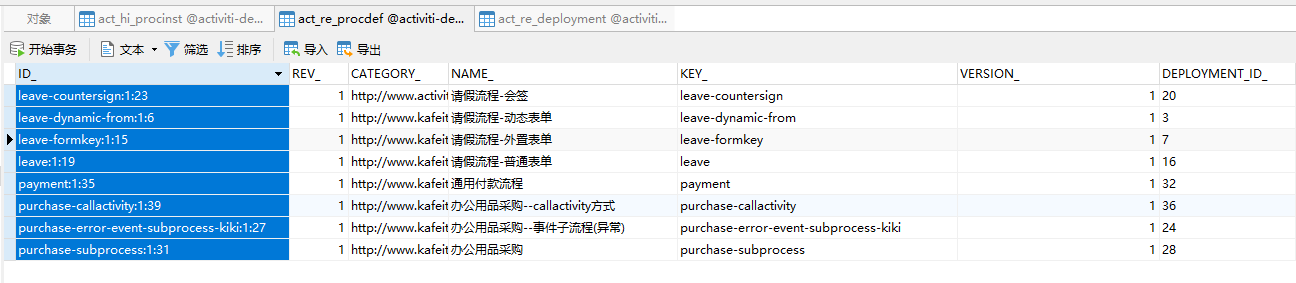 对象 act_hi_procinst @activiti-de... act_re_procdef @activiti-de... act_re_deployment @activiti...
开始事务 文本 筛选 排序 导入 导出
ID_ REV_ CATEGORY_ NAME_ KEY_ VERSION_ DEPLOYMENT_ID_
leave-countersign:1:23 1 http://www.activit 请假流程-会签 leave-countersign 1 20
leave-dynamic-from:1:6 1 http://www.kafeit 请假流程-动态表单 leave-dynamic-from 1 3
leave-formkey:1:15 1 http://www.kafeit 请假流程-外置表单 leave-formkey 1 7
leave:1:19 1 http://www.kafeit 请假流程-普通表单 leave 1 16
payment:1:35 1 http://www.kafeit 通用付款流程 payment 1 32
purchase-callactivity:1:39 1 http://www.kafeit 办公用品采购--callactivity方式 purchase-callactivity 1 36
purchase-error-event-subprocess-kiki:1:27 1 http://www.kafeit 办公用品采购--事件子流程(异常) purchase-error-event-subprocess-kiki 1 24
purchase-subprocess:1:31 1 http://www.kafeit 办公用品采购 purchase-subprocess 1 28